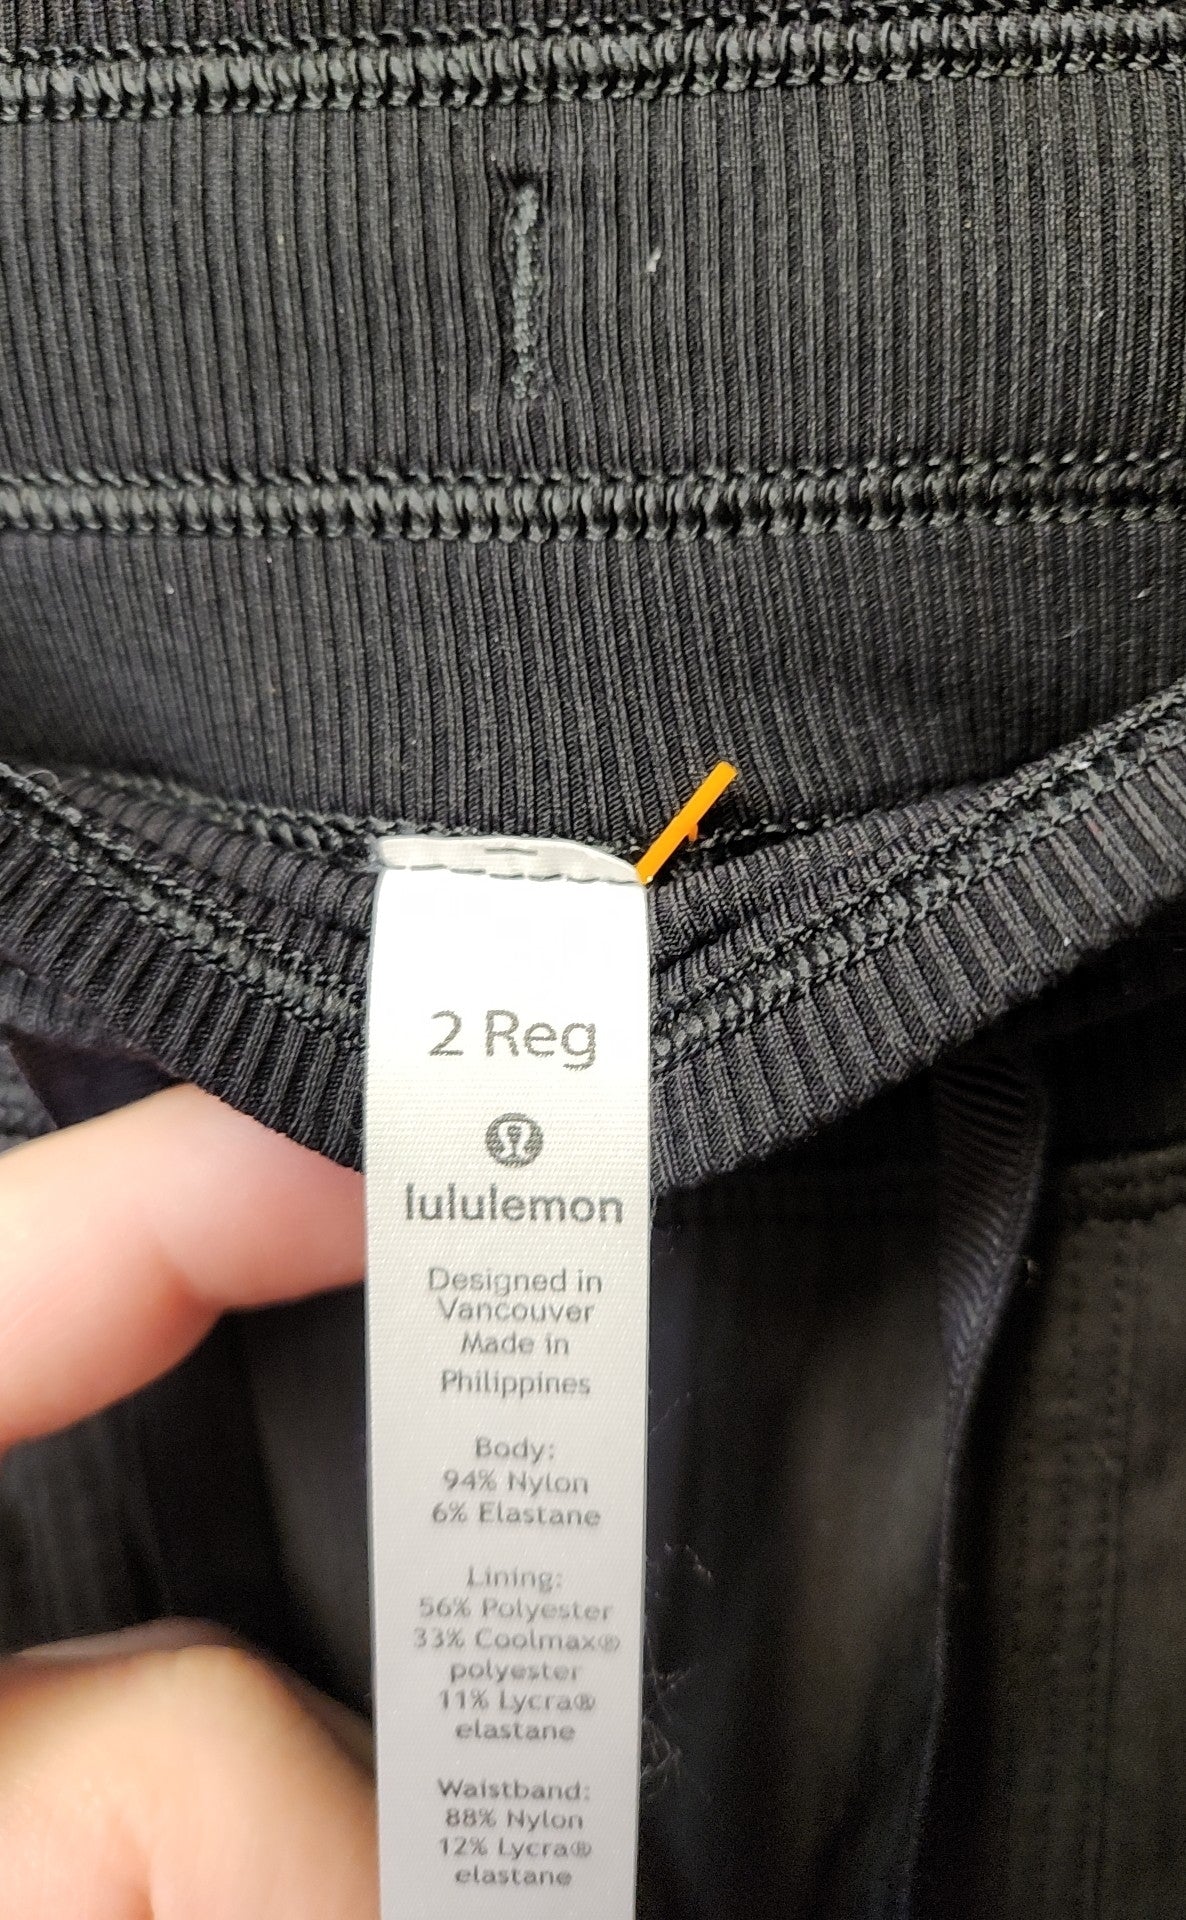 2 Reg
lululemon
Designed in
Vancouver
Made in
Philippines
Body:
94% Nylon
6% Elastane
Lining:
56% Polyester
33% Coolmax®
polyester
11% Lycra®
elastane
Waistband:
88% Nylon
12% Lycra®
elastane